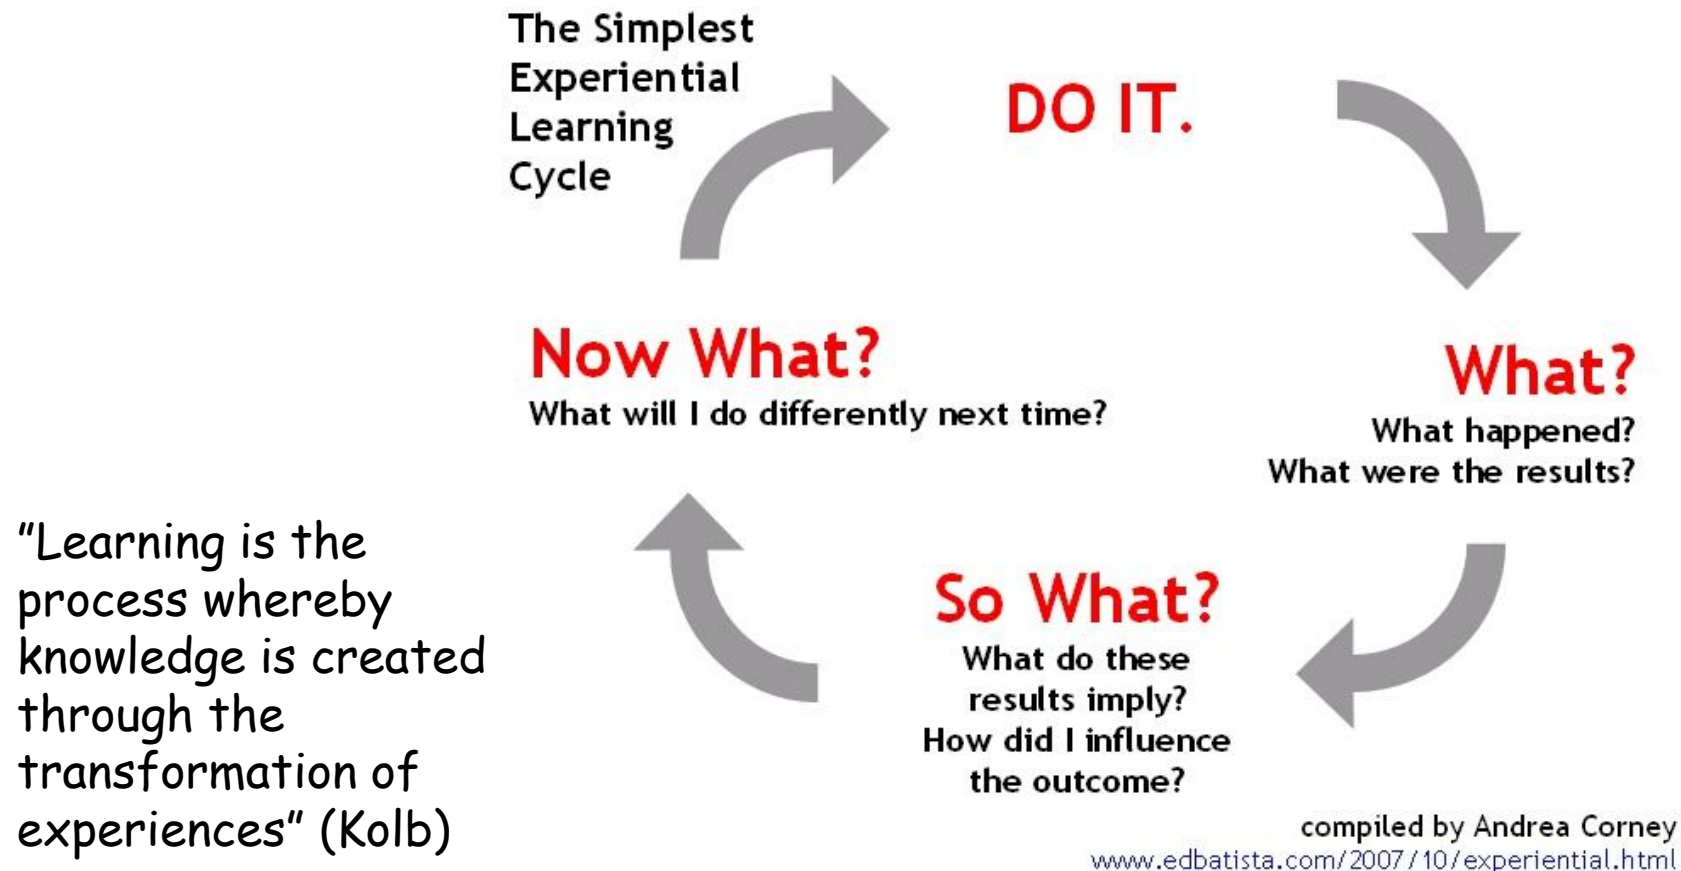 The Simplest
Experiential
Learning
Cycle
DO IT.
What?
What happened?
What were the results?
So What?
What do these
results imply?
How did I influence
the outcome?
Now What?
What will I do differently next time?
"Learning is the
process whereby
knowledge is created
through the
transformation of
experiences" (Kolb)
compiled by Andrea Corney
www.edbatista.com/2007/10/experiential.html